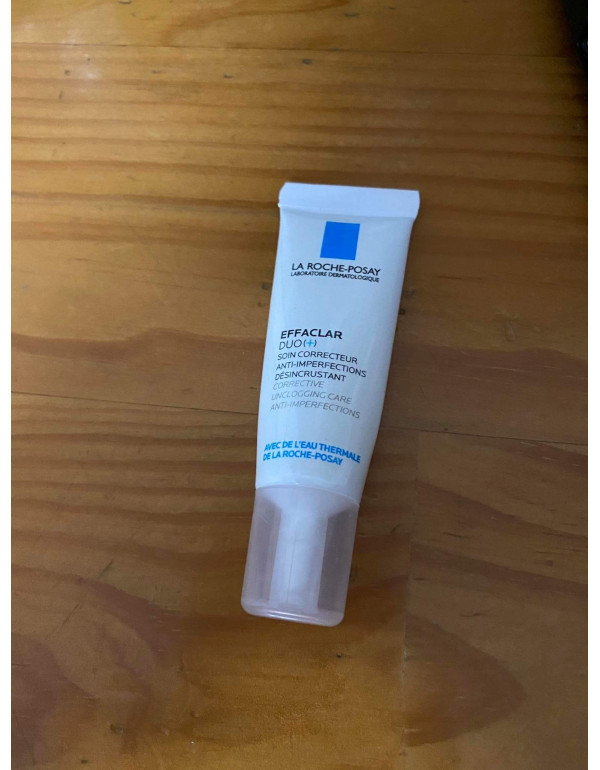 LA ROCHE-POSAY
LABORATOIRE DERMATOLOGIQUE
EFFACLAR
DUO(+)
SOIN CORRECTEUR
ANTI-IMPERFECTIONS
DÉSINCRUSTANT
CORRECTIVE
UNCLOGGING CARE
ANTI-IMPERFECTIONS
AVEC DE L'EAU THERMALE
DE LA ROCHE-POSAY